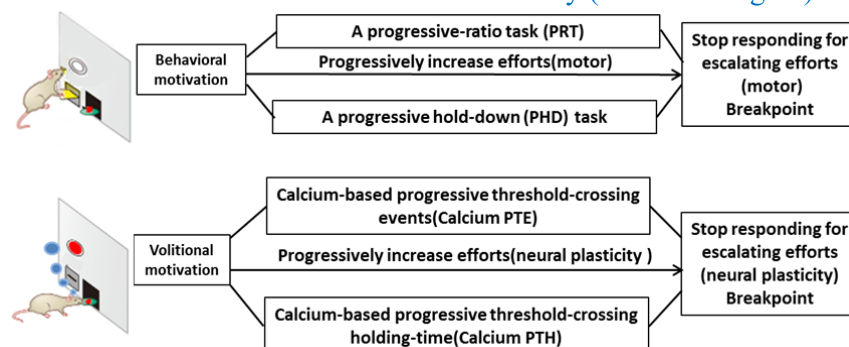 A progressive-ratio task (PRT)
Behavioral
motivation
Progressively increase efforts(motor)
A progressive hold-down (PHD) task
Stop responding for
escalating efforts
(motor)
Breakpoint
Calcium-based progressive threshold-crossing
events(Calcium PTE)
Volitional
motivation
Progressively increase efforts(neural plasticity )
Calcium-based progressive threshold-crossing
holding-time(Calcium PTH)
Stop responding for
escalating efforts
(neural plasticity)
Breakpoint